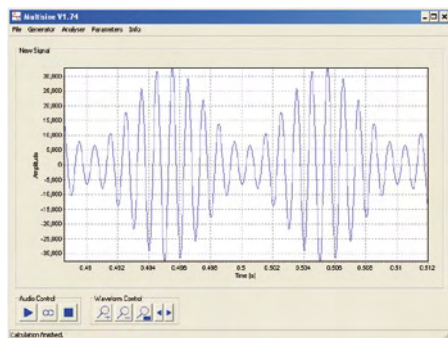 Multisine V1.74
File Generator Analyser Parameters Info
New Signal
30,000
25,000
20,000
15,000
10,000
5,000
0
-5,000
-10,000
-15,000
-20,000
-25,000
-30,000
Amplitude
0.49 0.492 0.494 0.496 0.498 0.5 0.502 0.504 0.506 0.508 0.51 0.512
Time [s]
Audio Control Waveform Control
Calculation finished.